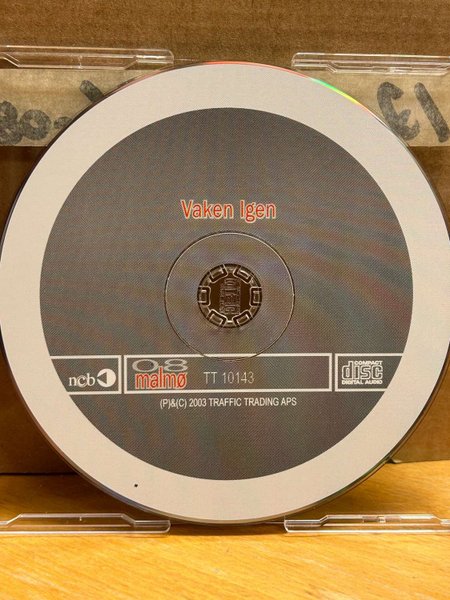 Vaken Igen
ncb
08
malmø
TT 10143
COMPACT
disc
DIGITAL AUDIO
(P)&(C) 2003 TRAFFIC TRADING APS